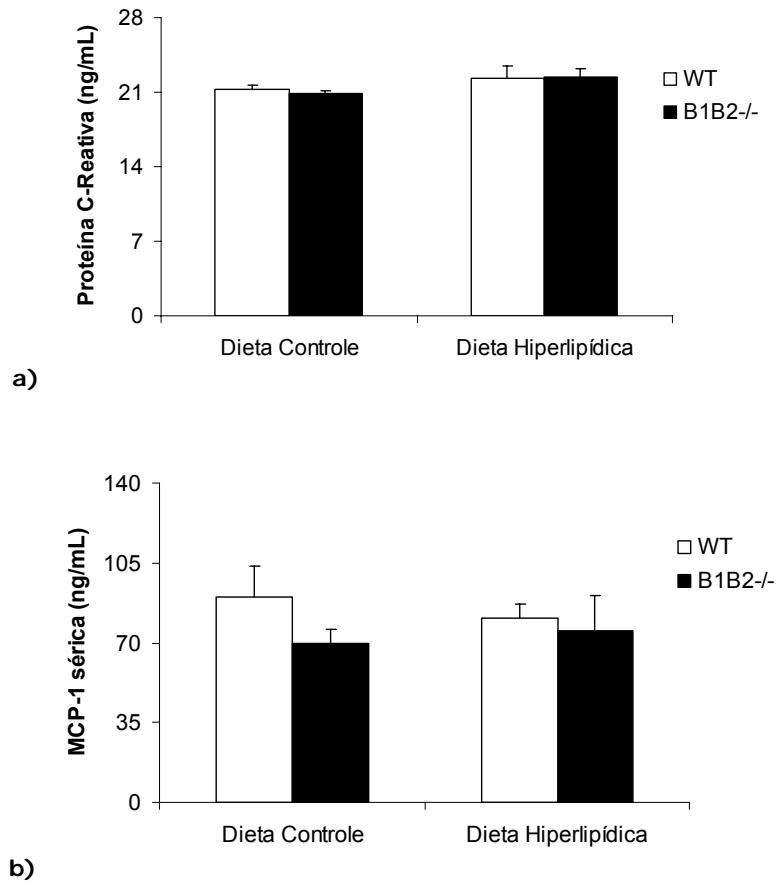 28
21
14
7
0
Proteína C-Reativa (ng/mL)
WT
B1B2-/-
Dieta Controle
Dieta Hiperlipídica
a)
140
105
70
35
0
MCP-1 sérica (ng/mL)
WT
B1B2-/-
Dieta Controle
Dieta Hiperlipídica
b)